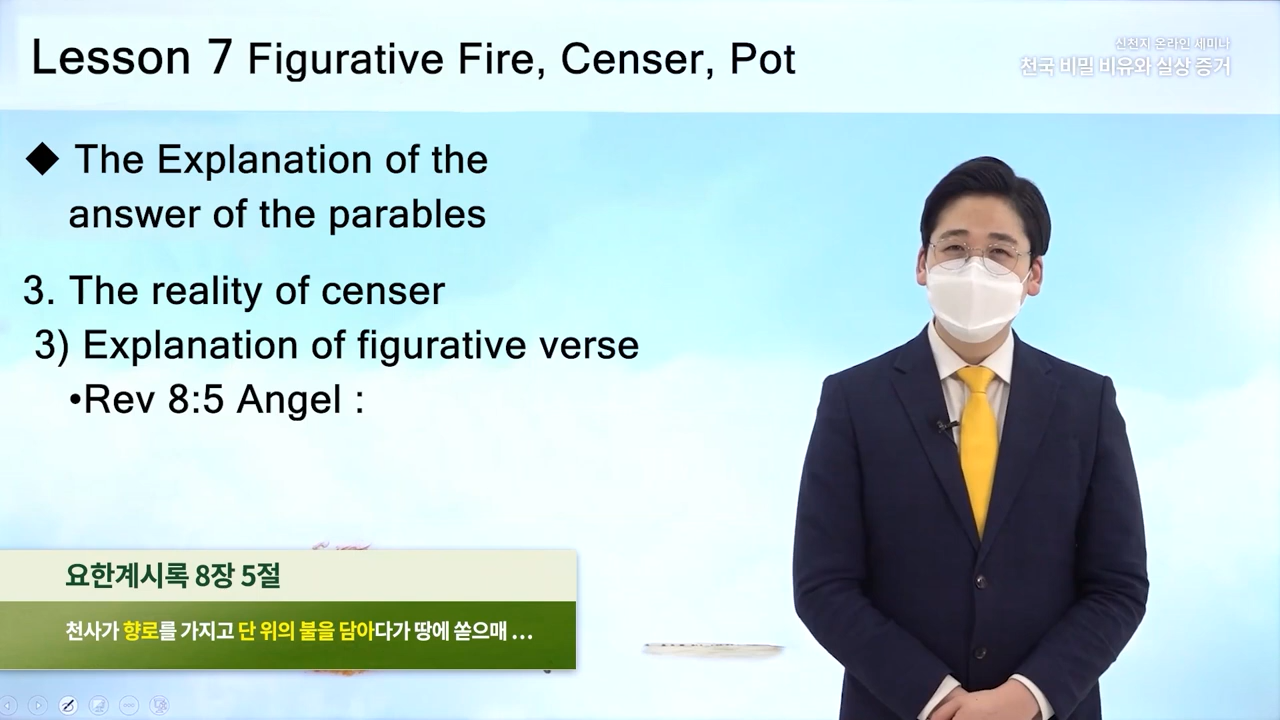 Lesson 7 Figurative Fire, Censer, Pot
신천지 온라인 세미나
천국 비밀 비유와 실상 증거
◆ The Explanation of the
answer of the parables
3. The reality of censer
3) Explanation of figurative verse
•Rev 8:5 Angel :
요한계시록 8장 5절
천사가 향로를 가지고 단 위의 불을 담아다가 땅에 쏟으매 ...